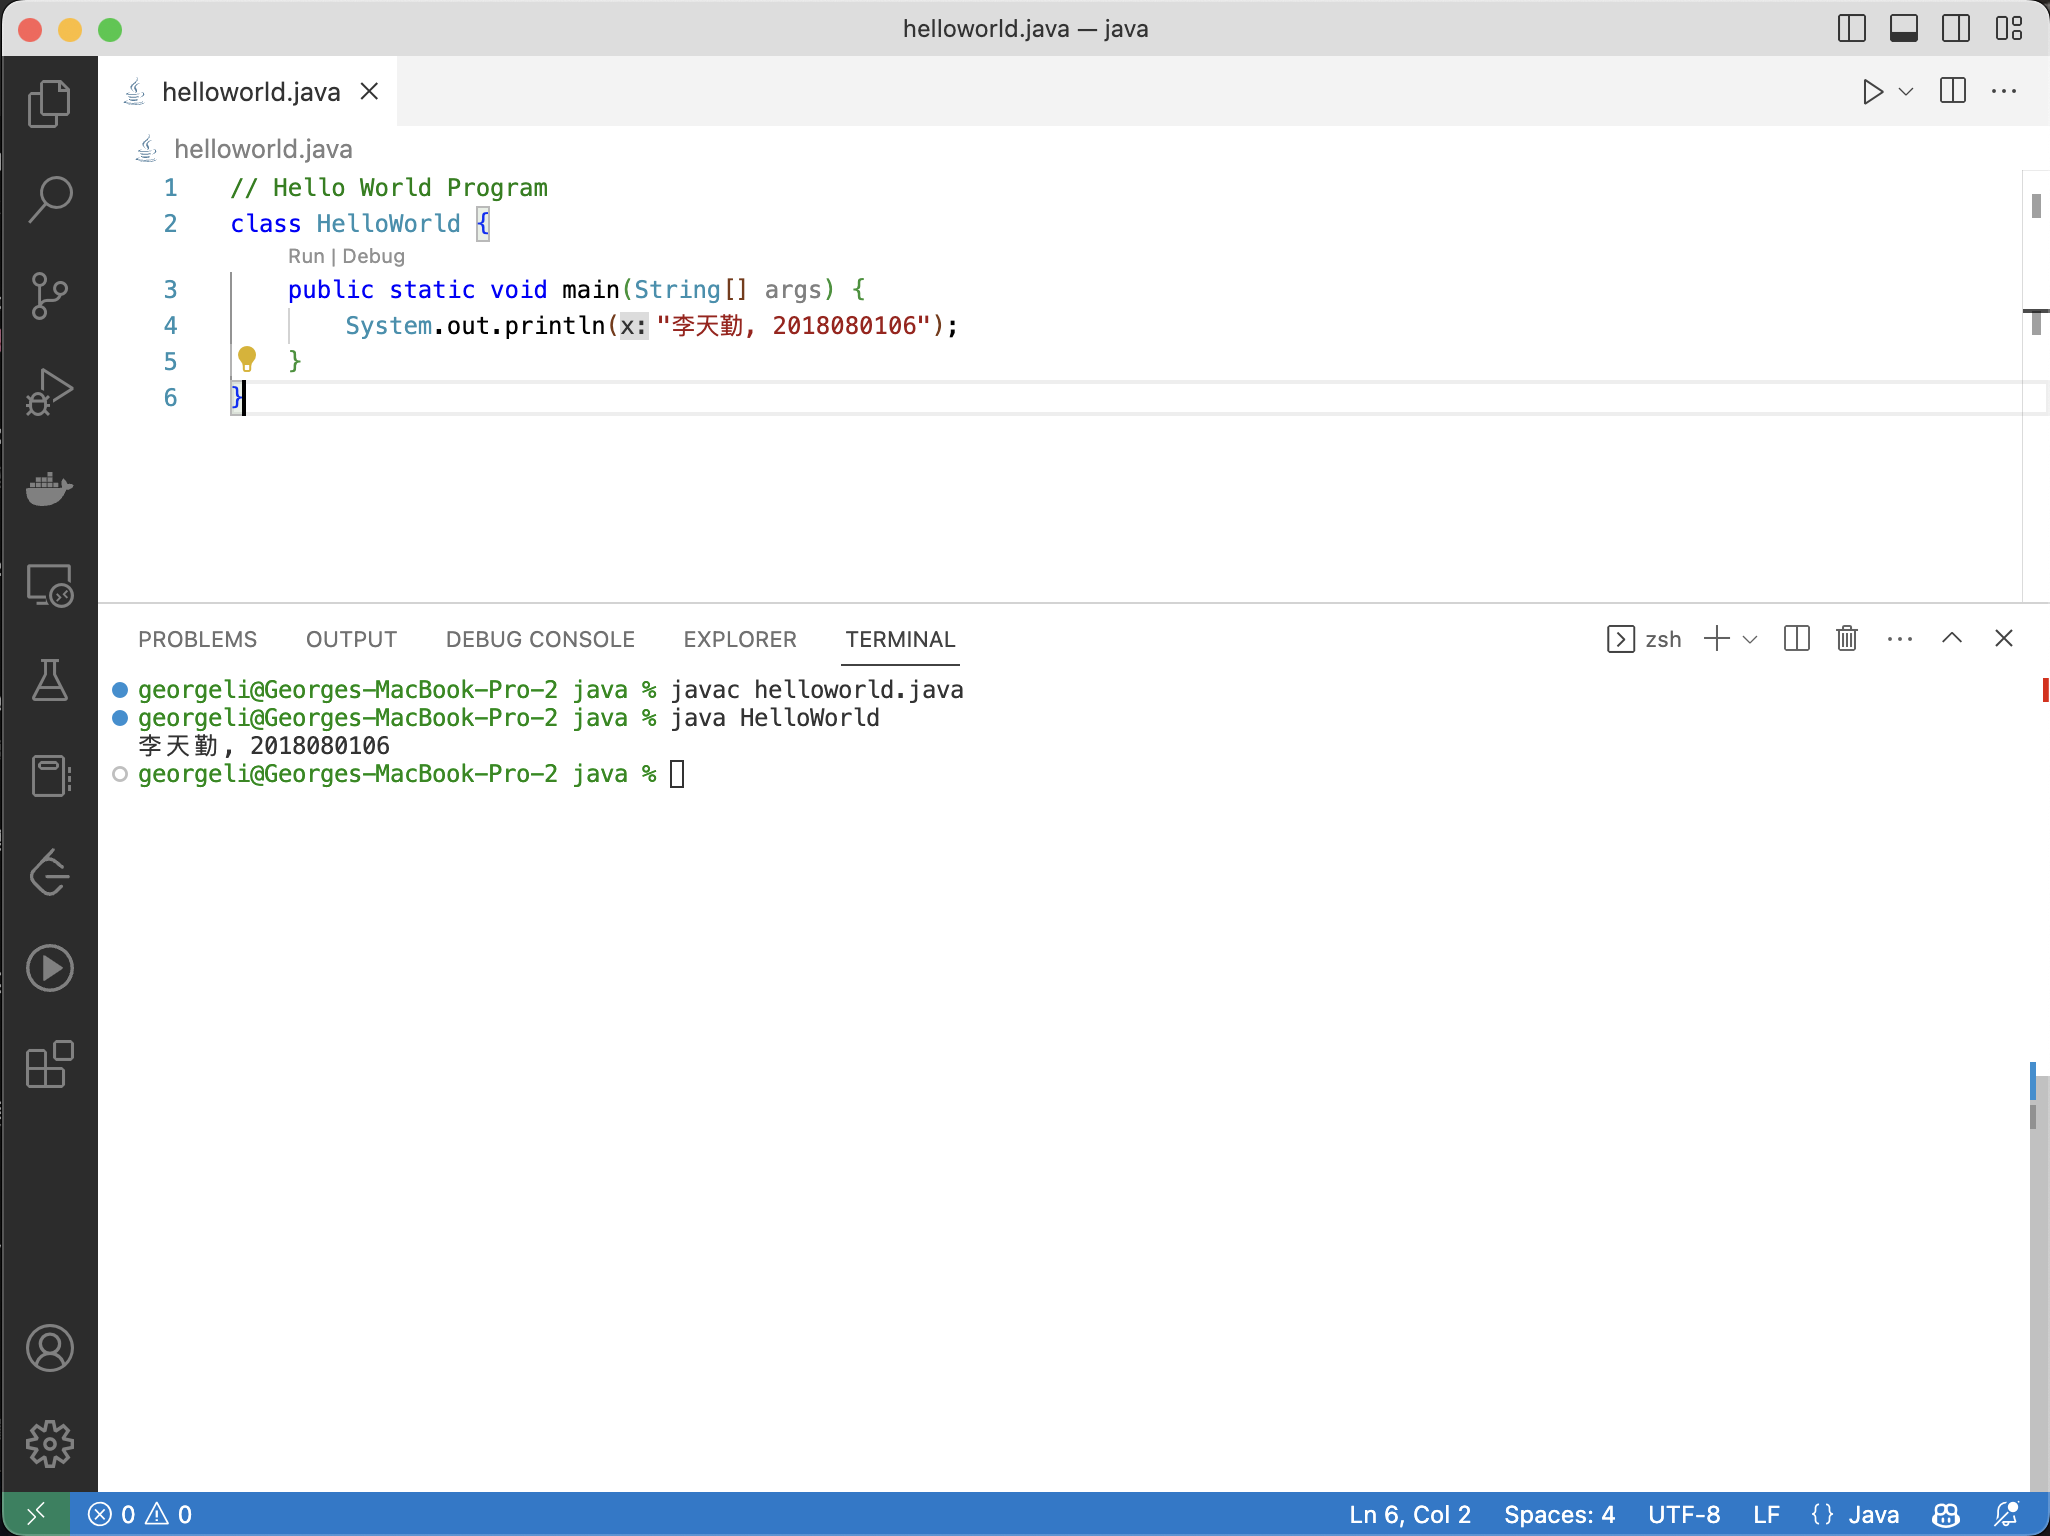 helloworld.java — java
helloworld.java
helloworld.java
1 // Hello World Program
2 class HelloWorld {
Run | Debug
3 public static void main(String[] args) {
4 System.out.println(x: "李天勤, 2018080106");
5 }
6 }
PROBLEMS OUTPUT DEBUG CONSOLE EXPLORER TERMINAL zsh
georgeli@Georges-MacBook-Pro-2 java % javac helloworld.java
georgeli@Georges-MacBook-Pro-2 java % java HelloWorld
李天勤, 2018080106
georgeli@Georges-MacBook-Pro-2 java %
0 0 Ln 6, Col 2 Spaces: 4 UTF-8 LF {} Java